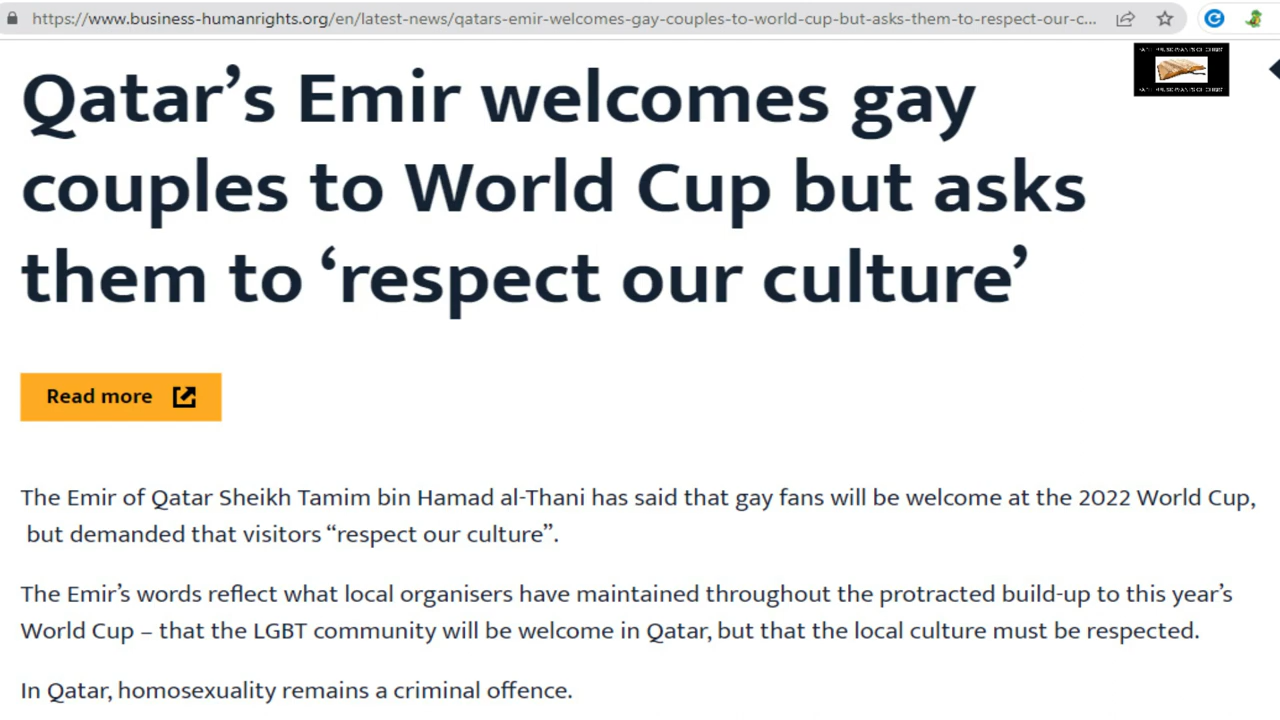 https://www.business-humanrights.org/en/latest-news/qatars-emir-welcomes-gay-couples-to-world-cup-but-asks-them-to-respect-our-c...
Qatar’s Emir welcomes gay
couples to World Cup but asks
them to ‘respect our culture’
Read more
The Emir of Qatar Sheikh Tamim bin Hamad al-Thani has said that gay fans will be welcome at the 2022 World Cup,
but demanded that visitors “respect our culture”.
The Emir’s words reflect what local organisers have maintained throughout the protracted build-up to this year’s
World Cup – that the LGBT community will be welcome in Qatar, but that the local culture must be respected.
In Qatar, homosexuality remains a criminal offence.